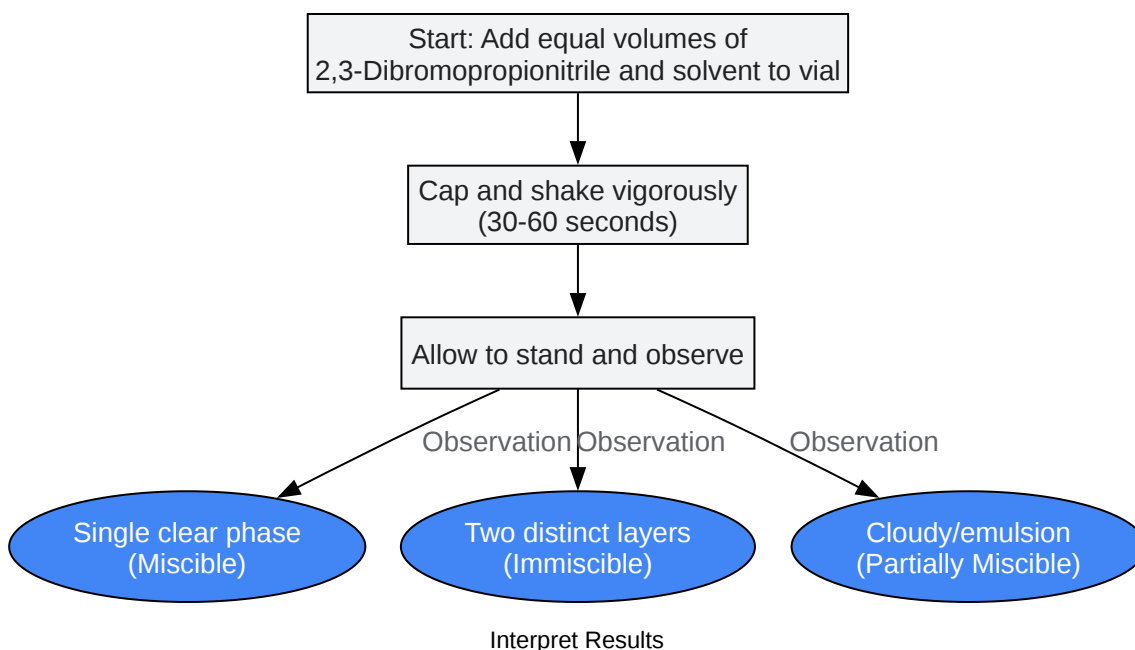 Start: Add equal volumes of
2,3-Dibromopropionitrile and solvent to vial
Cap and shake vigorously
(30-60 seconds)
Allow to stand and observe
Observation
Observation
Observation
Single clear phase
(Miscible)
Two distinct layers
(Immiscible)
Cloudy/emulsion
(Partially Miscible)
Interpret Results